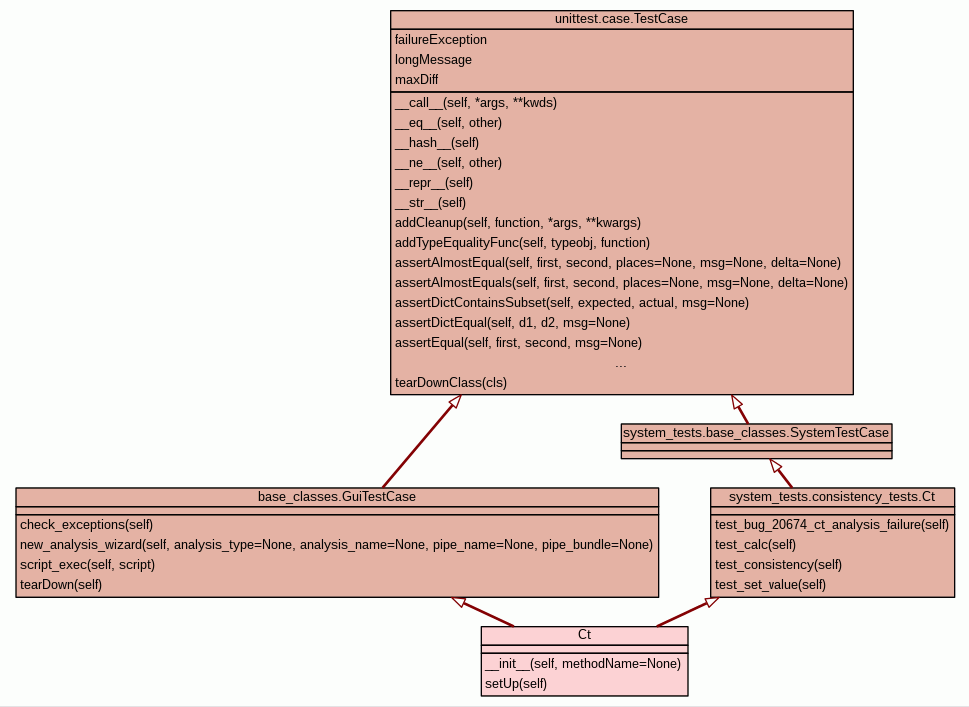 unittest.case.TestCase
failureException
longMessage
maxDiff
__call__(self, *args, **kwds)
__eq__(self, other)
__hash__(self)
__ne__(self, other)
__repr__(self)
__str__(self)
addCleanup(self, function, *args, **kwargs)
addTypeEqualityFunc(self, typeobj, function)
assertAlmostEqual(self, first, second, places=None, msg=None, delta=None)
assertAlmostEquals(self, first, second, places=None, msg=None, delta=None)
assertDictContainsSubset(self, expected, actual, msg=None)
assertDictEqual(self, d1, d2, msg=None)
assertEqual(self, first, second, msg=None)
...
tearDownClass(cls)
system_tests.base_classes.SystemTestCase
base_classes.GuiTestCase
check_exceptions(self)
new_analysis_wizard(self, analysis_type=None, analysis_name=None, pipe_name=None, pipe_bundle=None)
script_exec(self, script)
tearDown(self)
system_tests.consistency_tests.Ct
test_bug_20674_ct_analysis_failure(self)
test_calc(self)
test_consistency(self)
test_set_value(self)
Ct
__init__(self, methodName=None)
setUp(self)